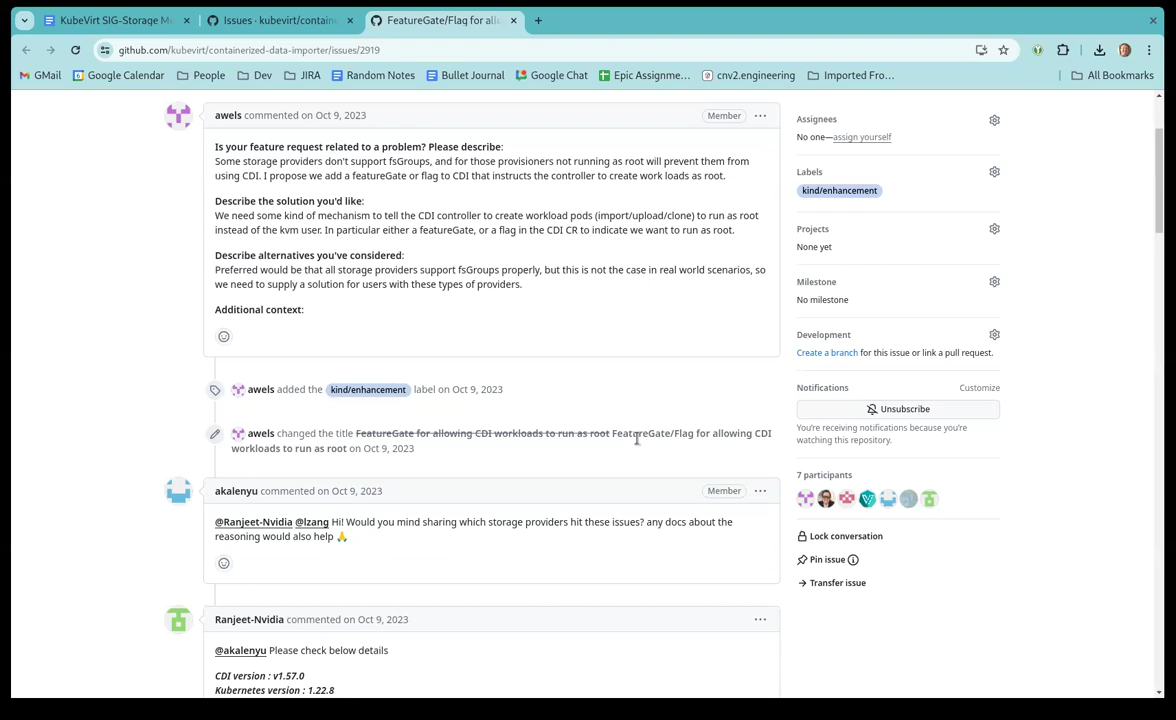 KubeVirt SIG-Storage M
Issues · kubevirt/contain
FeatureGate/Flag for all
github.com/kubevirt/containerized-data-importer/issues/2919
GMail
Google Calendar
People
Dev
JIRA
Random Notes
Bullet Journal
Google Chat
Epic Assignme...
cnv2.engineering
Imported Fro...
All Bookmarks
awels commented on Oct 9, 2023
Member
Is your feature request related to a problem? Please describe:
Some storage providers don't support fsGroups, and for those provisioners not running as root will prevent them from
using CDI. I propose we add a featureGate or flag to CDI that instructs the controller to create work loads as root.
Describe the solution you'd like:
We need some kind of mechanism to tell the CDI controller to create workload pods (import/upload/clone) to run as root
instead of the kvm user. In particular either a featureGate, or a flag in the CDI CR to indicate we want to run as root.
Describe alternatives you've considered:
Preferred would be that all storage providers support fsGroups properly, but this is not the case in real world scenarios, so
we need to supply a solution for users with these types of providers.
Additional context:
awels added the kind/enhancement label on Oct 9, 2023
awels changed the title FeatureGate for allowing CDI workloads to run as root FeatureGate/Flag for allowing CDI
workloads to run as root on Oct 9, 2023
akalenyu commented on Oct 9, 2023
Member
@Ranjeet-Nvidia @lzang Hi! Would you mind sharing which storage providers hit these issues? any docs about the
reasoning would also help 🙏
Ranjeet-Nvidia commented on Oct 9, 2023
@akalenyu Please check below details
CDI version : v1.57.0
Kubernetes version : 1.22.8
Assignees
No one—assign yourself
Labels
kind/enhancement
Projects
None yet
Milestone
No milestone
Development
Create a branch for this issue or link a pull request.
Notifications
Customize
Unsubscribe
You're receiving notifications because you're
watching this repository.
7 participants
Lock conversation
Pin issue
Transfer issue